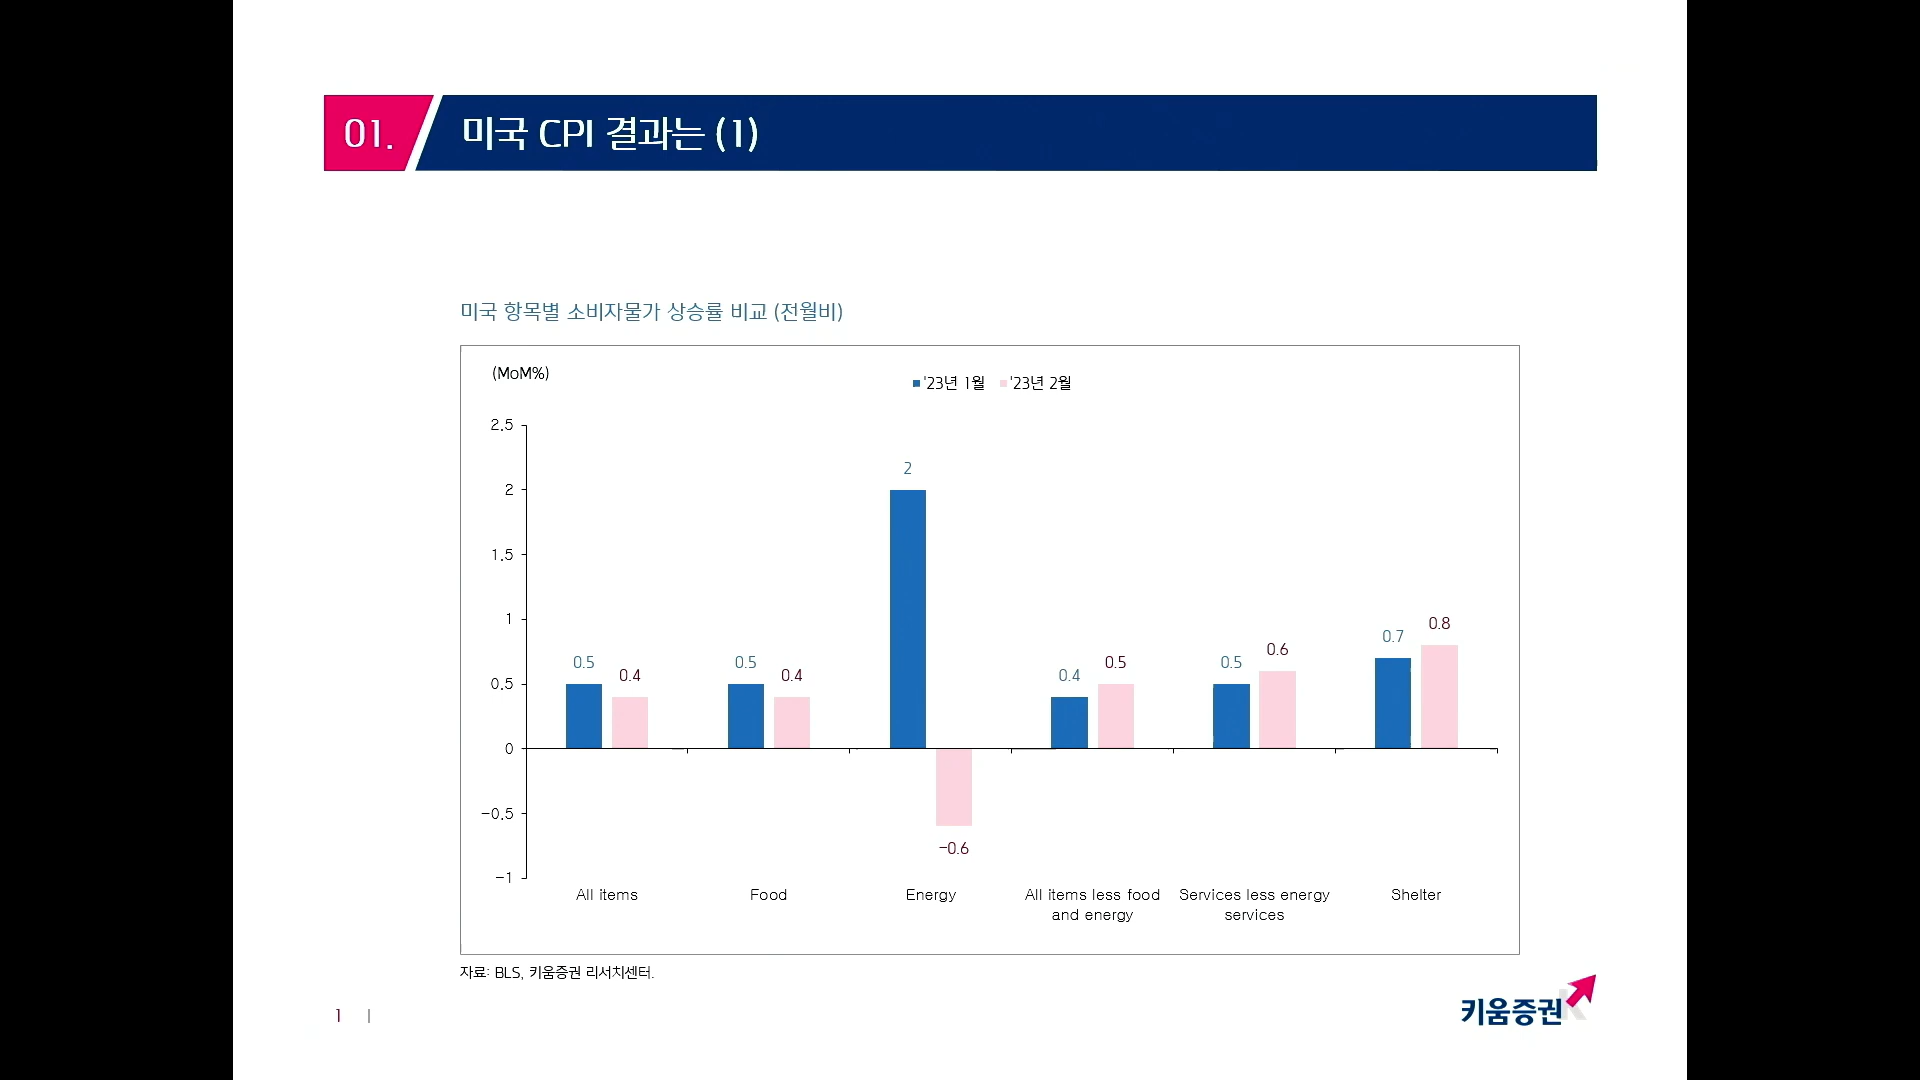 01.
미국 CPI 결과는 (1)
미국 항목별 소비자물가 상승률 비교 (전월비)
(MoM%)
'23년 1월 '23년 2월
2.5
2
1.5
1
0.5
0
-0.5
-1
0.5 0.4
0.5 0.4
2 -0.6
0.4 0.5
0.5 0.6
0.7 0.8
All items
Food
Energy
All items less food
and energy
Services less energy
services
Shelter
자료: BLS, 키움증권 리서치센터.
1 |
키움증권